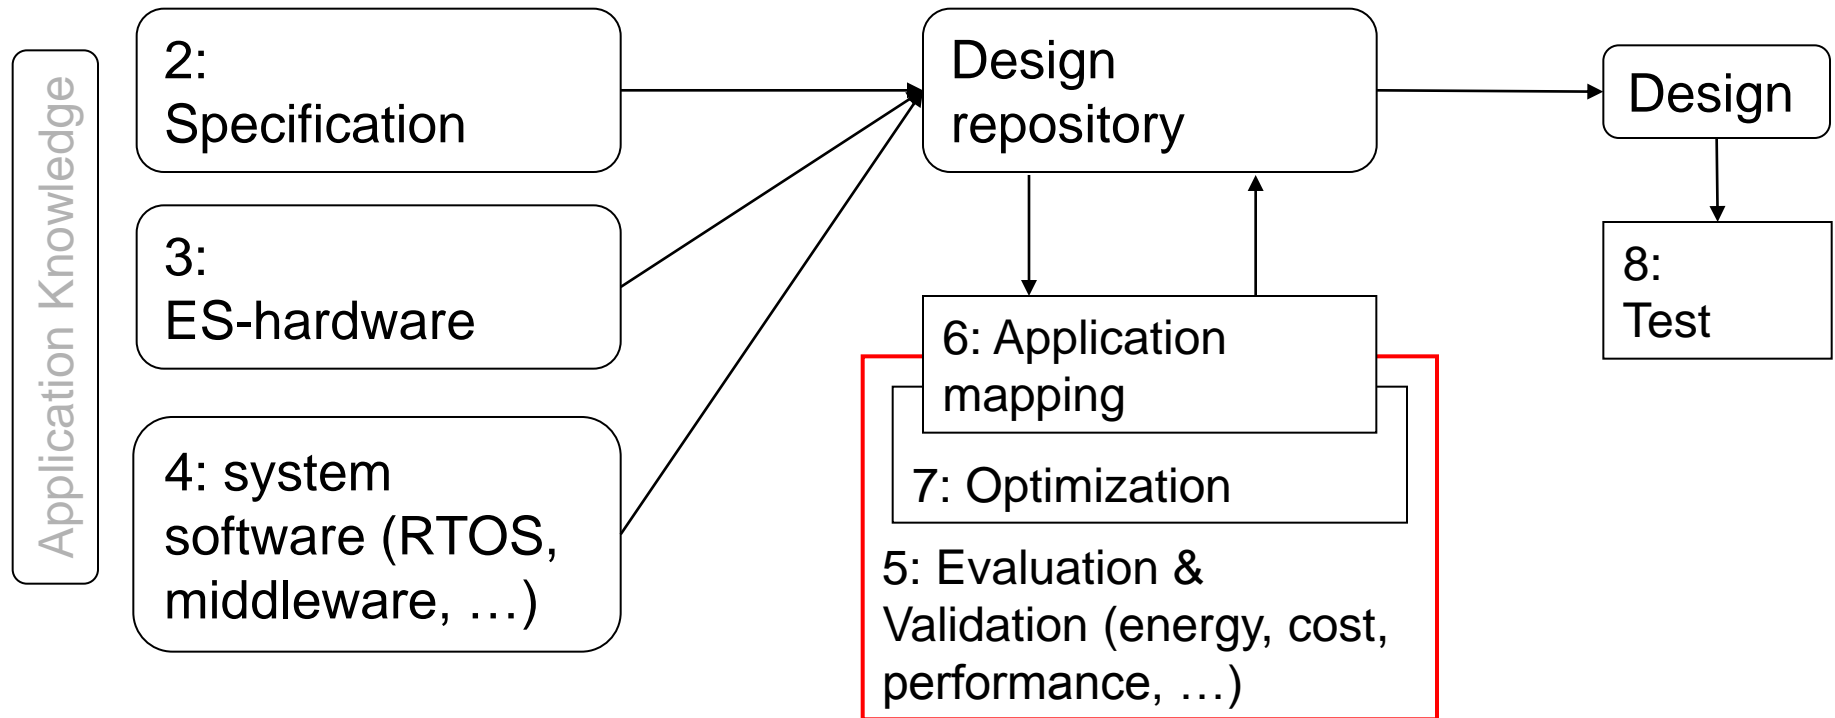 Application Knowledge
2:
Specification
3:
ES-hardware
4: system
software (RTOS,
middleware, …)
Design
repository
6: Application
mapping
7: Optimization
5: Evaluation &
Validation (energy, cost,
performance, …)
Design
8:
Test